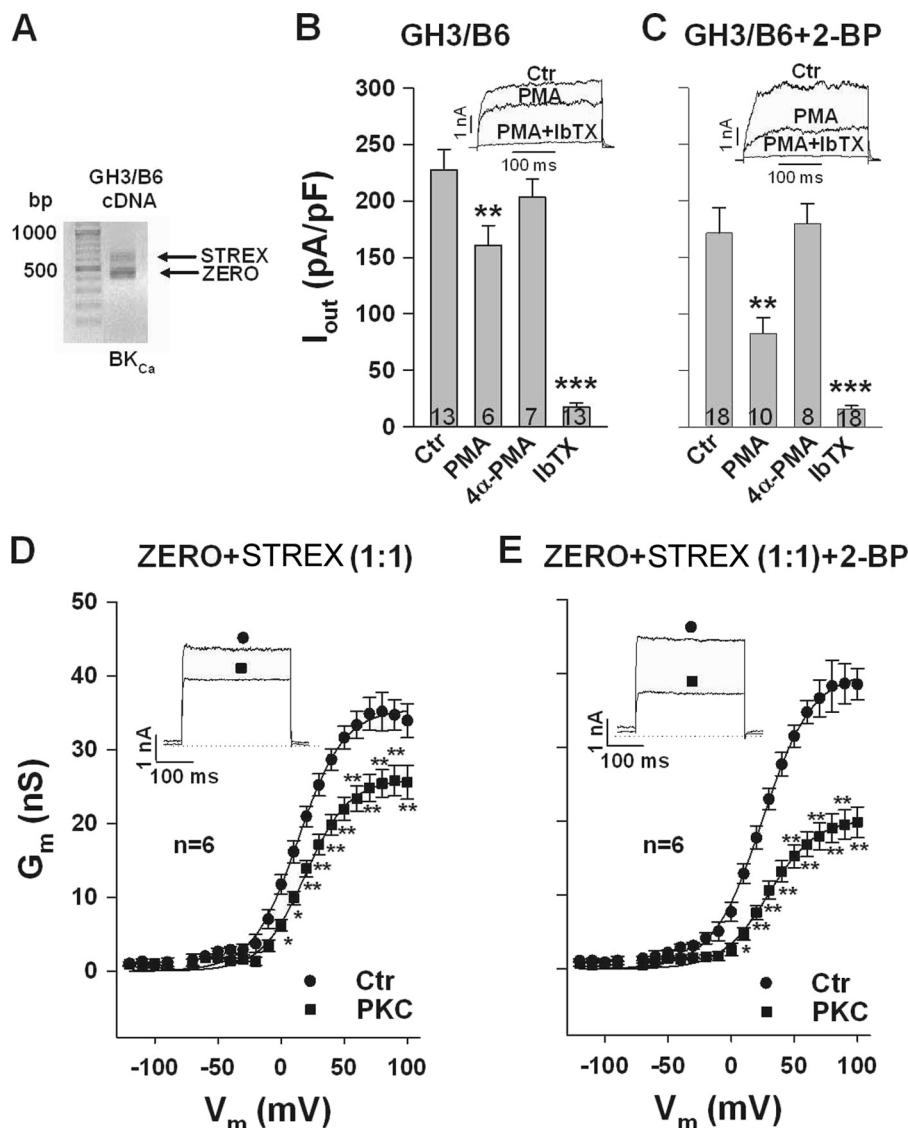 A
GH3/B6
cDNA
bp
1000
500
STREX
ZERO
BK_Ca
B GH3/B6
I_out (pA/pF)
300
250
200
150
100
50
0
Ctr
PMA
PMA+IbTX
1 nA
100 ms
**
***
13
6
7
13
Ctr
PMA
4α-PMA
IbTX
C GH3/B6+2-BP
Ctr
PMA
PMA+IbTX
1 nA
100 ms
**
***
18
10
8
18
Ctr
PMA
4α-PMA
IbTX
D ZERO+STREX (1:1)
G_m (nS)
50
40
30
20
10
0
1 nA
100 ms
n=6
** ** ** **
** ** ** ** ** **
* *
Ctr
PKC
-100 -50 0 50 100
V_m (mV)
E ZERO+STREX (1:1)+2-BP
1 nA
100 ms
n=6
** ** **
** ** ** ** ** ** **
*
Ctr
PKC
-100 -50 0 50 100
V_m (mV)